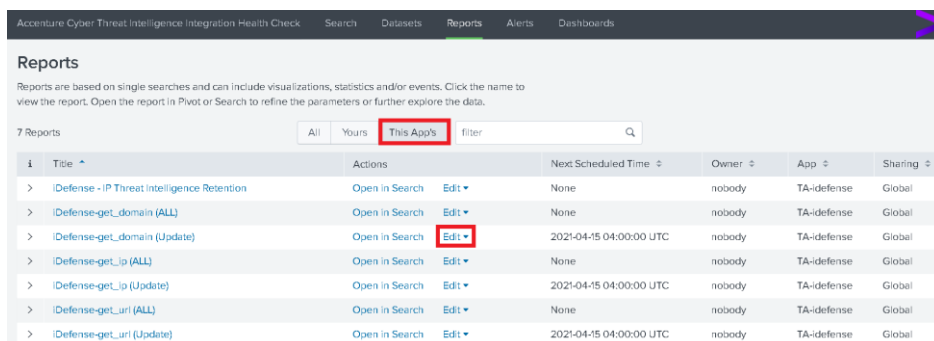 Accenture Cyber Threat Intelligence Integration Health Check Search Datasets Reports Alerts Dashboards
Reports
Reports are based on single searches and can include visualizations, statistics and/or events. Click the name to
view the report. Open the report in Pivot or Search to refine the parameters or further explore the data.
7 Reports All Yours This App's filter
i Title Actions Next Scheduled Time Owner App Sharing
iDefense - IP Threat Intelligence Retention Open in Search Edit None nobody TA-idefense Global
iDefense-get_domain (ALL) Open in Search Edit None nobody TA-idefense Global
iDefense-get_domain (Update) Open in Search Edit 2021-04-15 04:00:00 UTC nobody TA-idefense Global
iDefense-get_ip (ALL) Open in Search Edit None nobody TA-idefense Global
iDefense-get_ip (Update) Open in Search Edit 2021-04-15 04:00:00 UTC nobody TA-idefense Global
iDefense-get_url (ALL) Open in Search Edit None nobody TA-idefense Global
iDefense-get_url (Update) Open in Search Edit 2021-04-15 04:00:00 UTC nobody TA-idefense Global